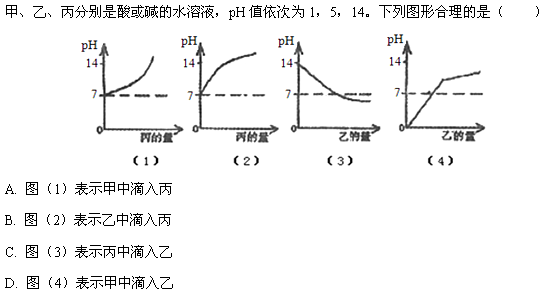 甲、乙、丙分别是酸或碱的水溶液，pH 值依次为 1，5，14。下列图形合理的是（　　）
pH pH pH pH
14 14 14 14
7 7 7 7
0 丙的量 0 丙的量 0 乙的量 0 乙的量
（1） （2） （3） （4）
A. 图（1）表示甲中滴入丙
B. 图（2）表示乙中滴入丙
C. 图（3）表示丙中滴入乙
D. 图（4）表示甲中滴入乙